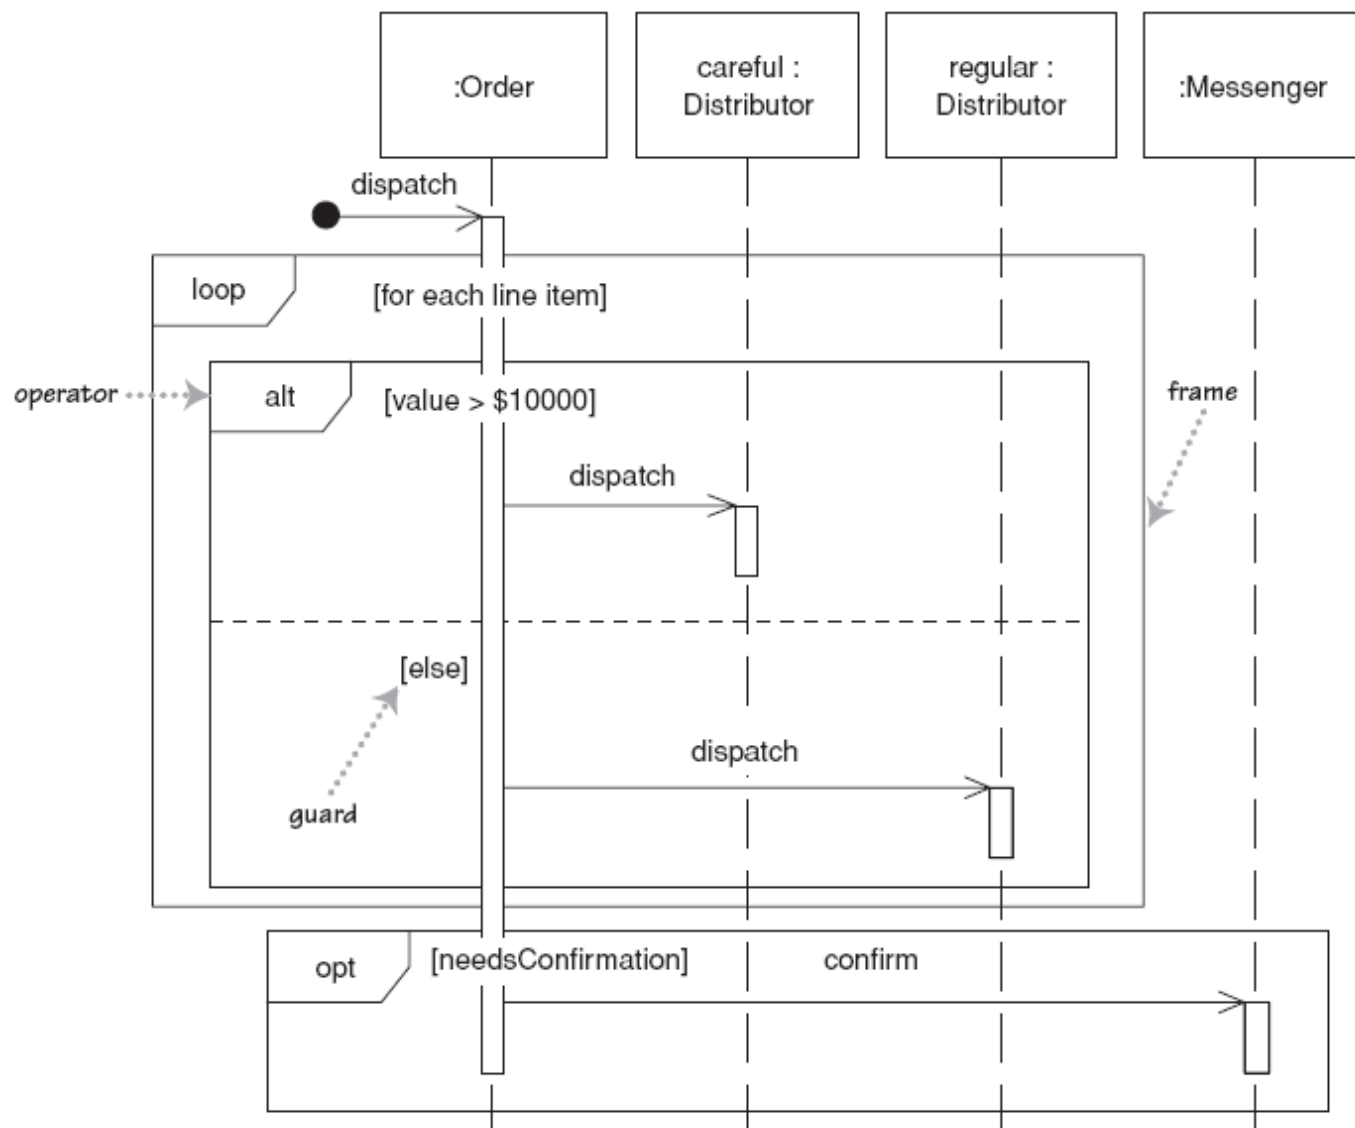 :Order
careful :
Distributor
regular :
Distributor
:Messenger
dispatch
loop
[for each line item]
operator
alt
[value > $10000]
frame
dispatch
[else]
dispatch
guard
opt
[needsConfirmation]
confirm